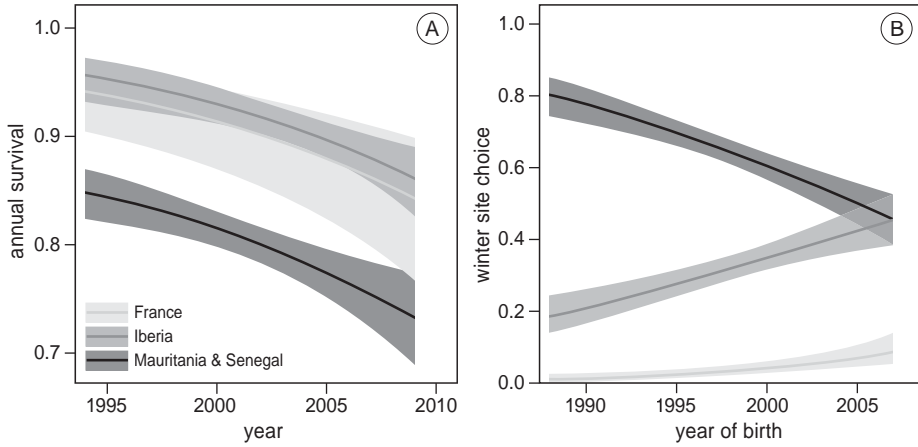 A
annual survival
1.0
0.9
0.8
0.7
France
Iberia
Mauritania & Senegal
1995 2000 2005 2010
year
B
winter site choice
1.0
0.8
0.6
0.4
0.2
0.0
1990 1995 2000 2005
year of birth